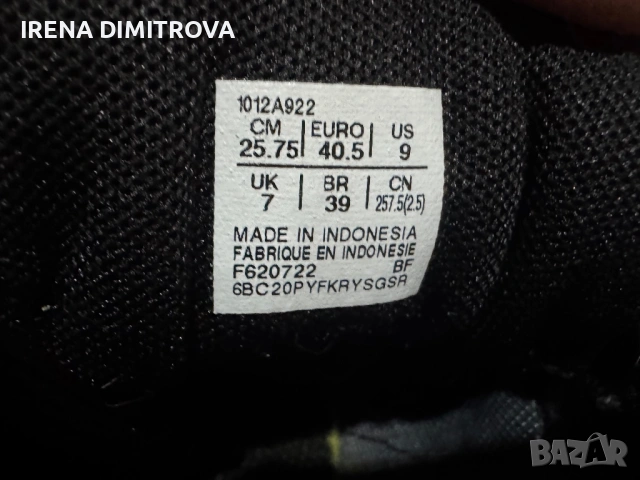 IRENA DIMITROVA
1012A922
CM EURO US
25.75 40.5 9
UK BR CN
7 39 257.5(2.5)
MADE IN INDONESIA
FABRIQUE EN INDONESIE
F620722 BF
6BC20PYFKRYSGSR
BAZAR